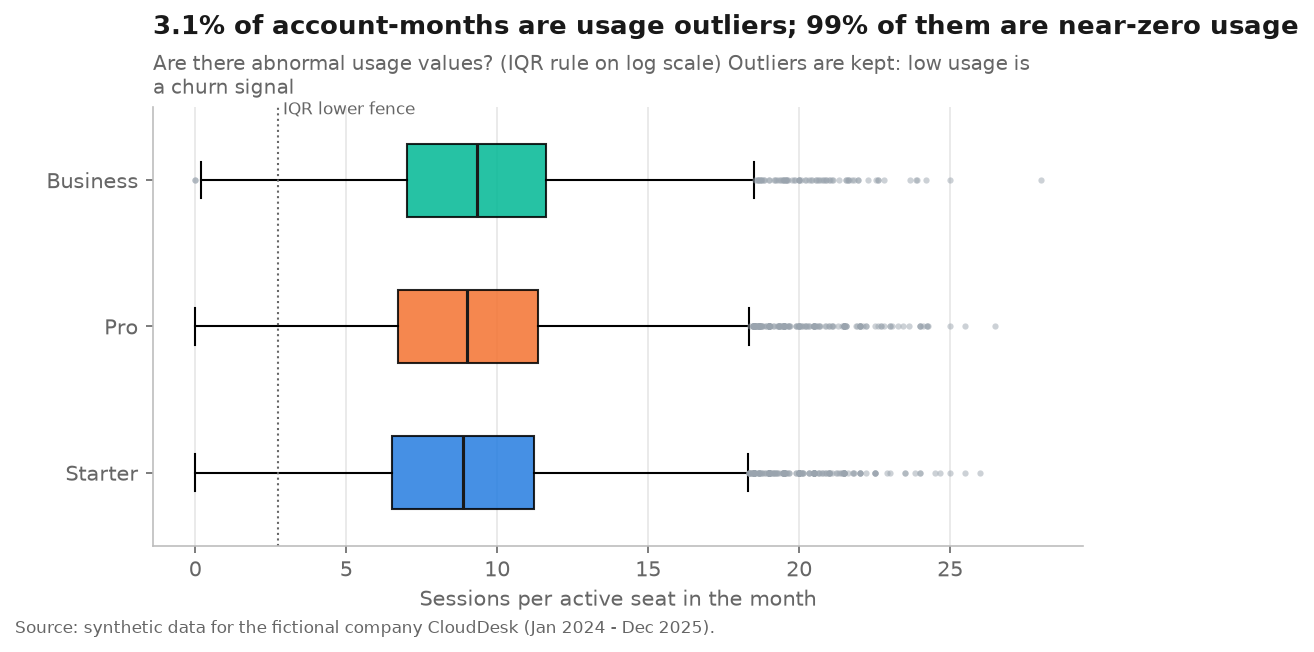 3.1% of account-months are usage outliers; 99% of them are near-zero usage
Are there abnormal usage values? (IQR rule on log scale) Outliers are kept: low usage is
a churn signal
IQR lower fence
Business
Pro
Starter
0 5 10 15 20 25
Sessions per active seat in the month
Source: synthetic data for the fictional company CloudDesk (Jan 2024 - Dec 2025).